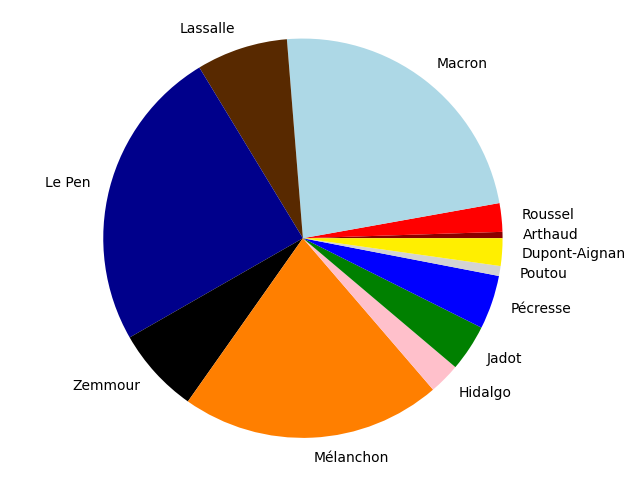 Lassalle
Macron
Le Pen
Roussel
Arthaud
Dupont-Aignan
Poutou
Pécresse
Jadot
Zemmour
Hidalgo
Mélanchon